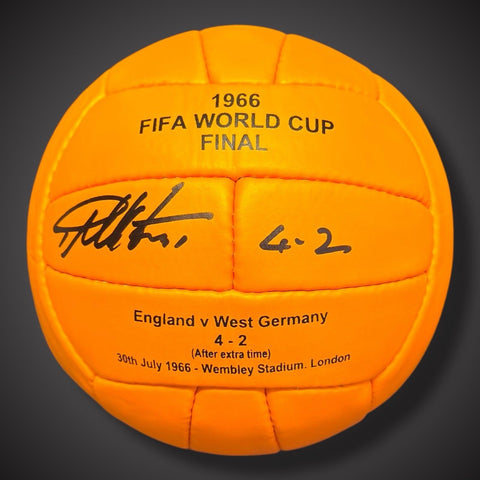 1966
FIFA WORLD CUP
FINAL
4-2
England v West Germany
4 - 2
(After extra time)
30th July 1966 - Wembley Stadium. London